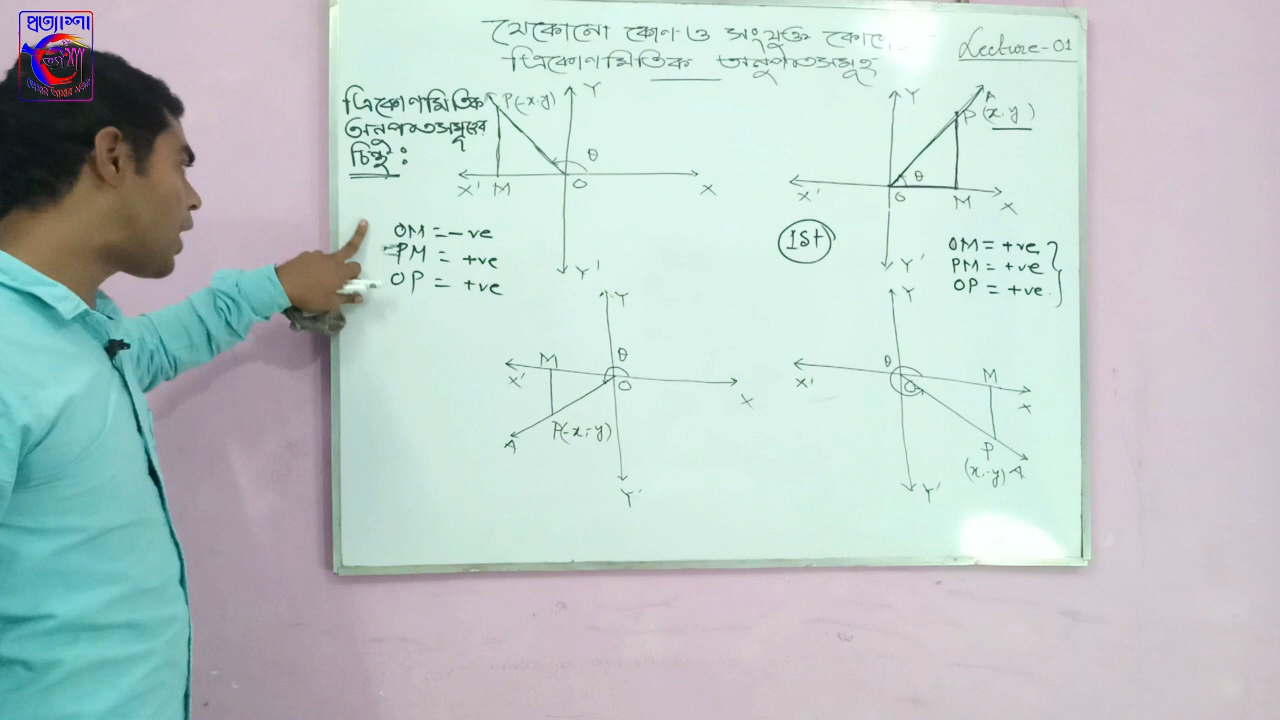 প্রত্যাশা
যেকোনো কোণ ও সংযুক্ত কোণের
ত্রিকোণমিতিক অনুপাতসমূহ
Lecture-01
ত্রিকোণমিতিক
অনুপাতসমূহের
চিহ্ন:
P(-x,y)
Y
θ
X' M O X
Y'
OM = -ve
PM = +ve
OP = +ve
Y
A
P(x,y)
θ
X' O M X
Y'
1st
OM = +ve
PM = +ve
OP = +ve
Y
M θ
X' O X
A P(-x,-y)
Y'
Y
θ
X' O M X
P
(x,-y) A
Y'